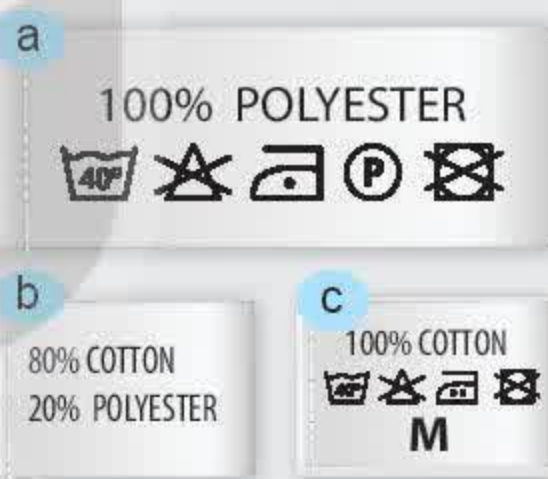 a
100% POLYESTER
40° P
b
80% COTTON
20% POLYESTER
c
100% COTTON
40°
M